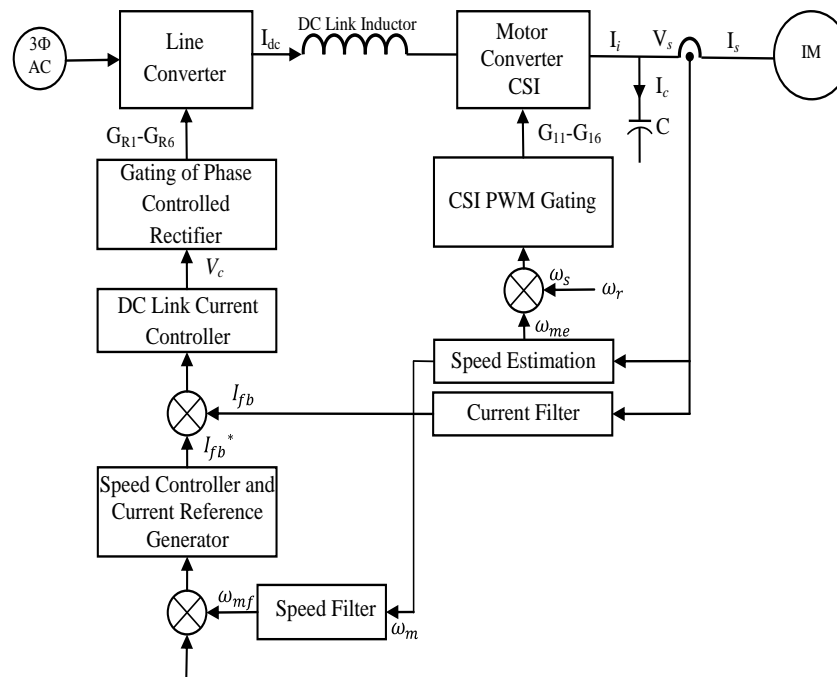 3Φ
AC
Line
Converter
I_dc
DC Link Inductor
Motor
Converter
CSI
I_i
V_s
I_s
IM
I_c
C
G_R1-G_R6
G_11-G_16
Gating of Phase
Controlled
Rectifier
CSI PWM Gating
V_c
ω_s
ω_r
DC Link Current
Controller
ω_me
Speed Estimation
I_fb
Current Filter
I_fb*
Speed Controller and
Current Reference
Generator
ω_mf
Speed Filter
ω_m